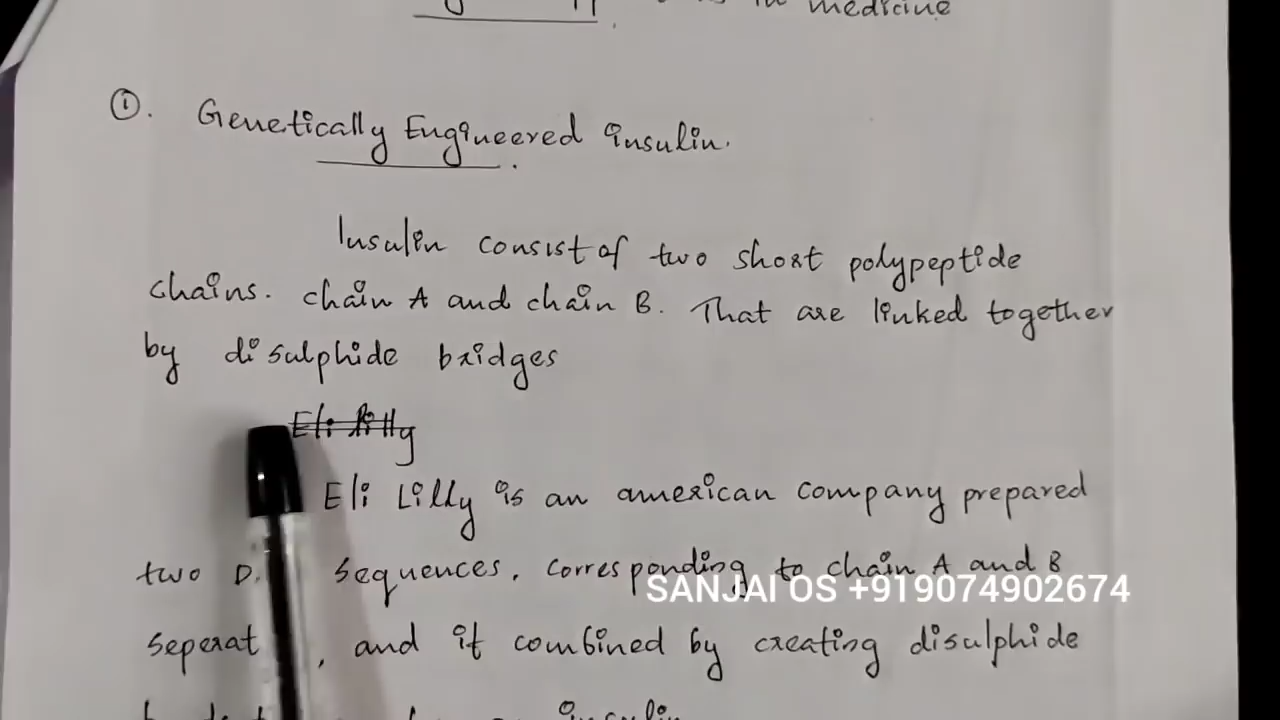 in medicine
①. Genetically Engineered insulin.
Insulin consist of two short polypeptide
chains. chain A and chain B. That are linked together
by disulphide bridges
Eli lilly
Eli Lilly is an american company prepared
two sequences, corresponding to chain A and B
SANJAI OS +919074902674
, and it combined by creating disulphide
insulin